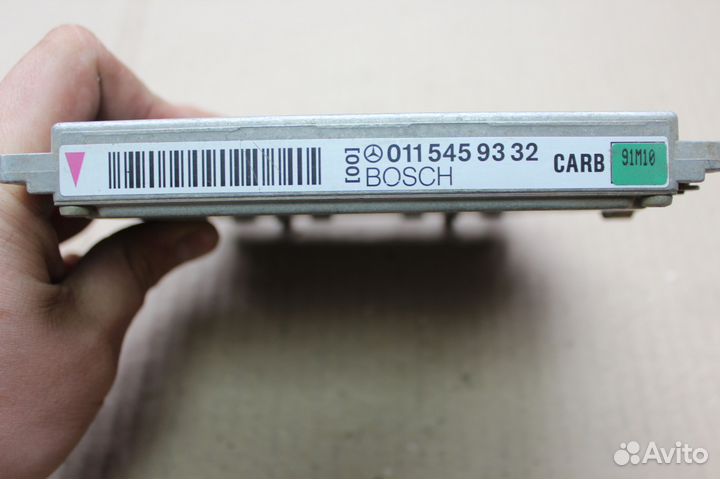 [00] 011 545 93 32
BOSCH
CARB
91M10
Avito